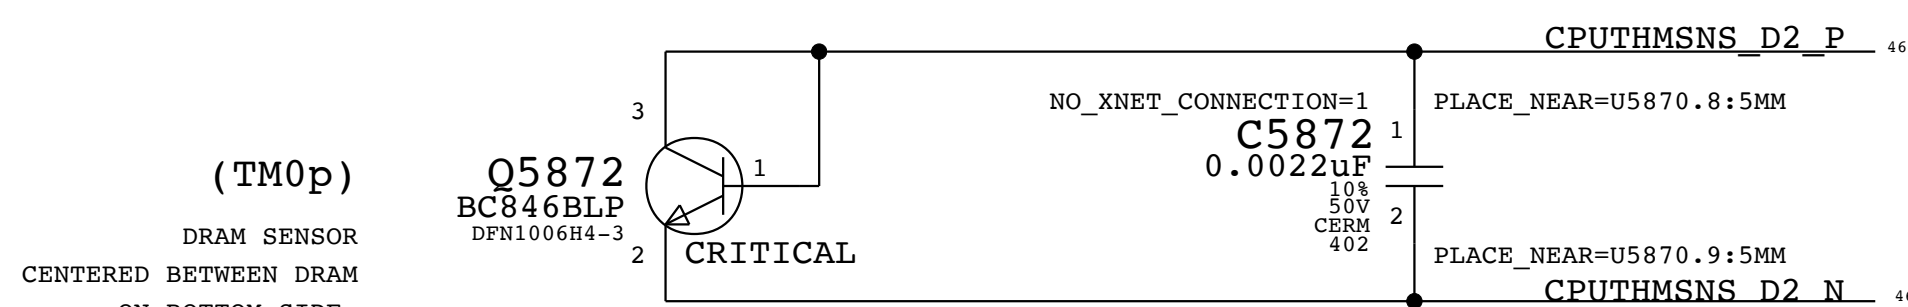 CPUTHMSNS_D2_P
46
NO_XNET_CONNECTION=1
PLACE_NEAR=U5870.8:5MM
3
C5872
1
0.0022uF
10%
50V
CERM
402
2
(TM0p)
Q5872
1
BC846BLP
DFN1006H4-3
DRAM SENSOR
2
CRITICAL
PLACE_NEAR=U5870.9:5MM
CENTERED BETWEEN DRAM
CPUTHMSNS_D2_N